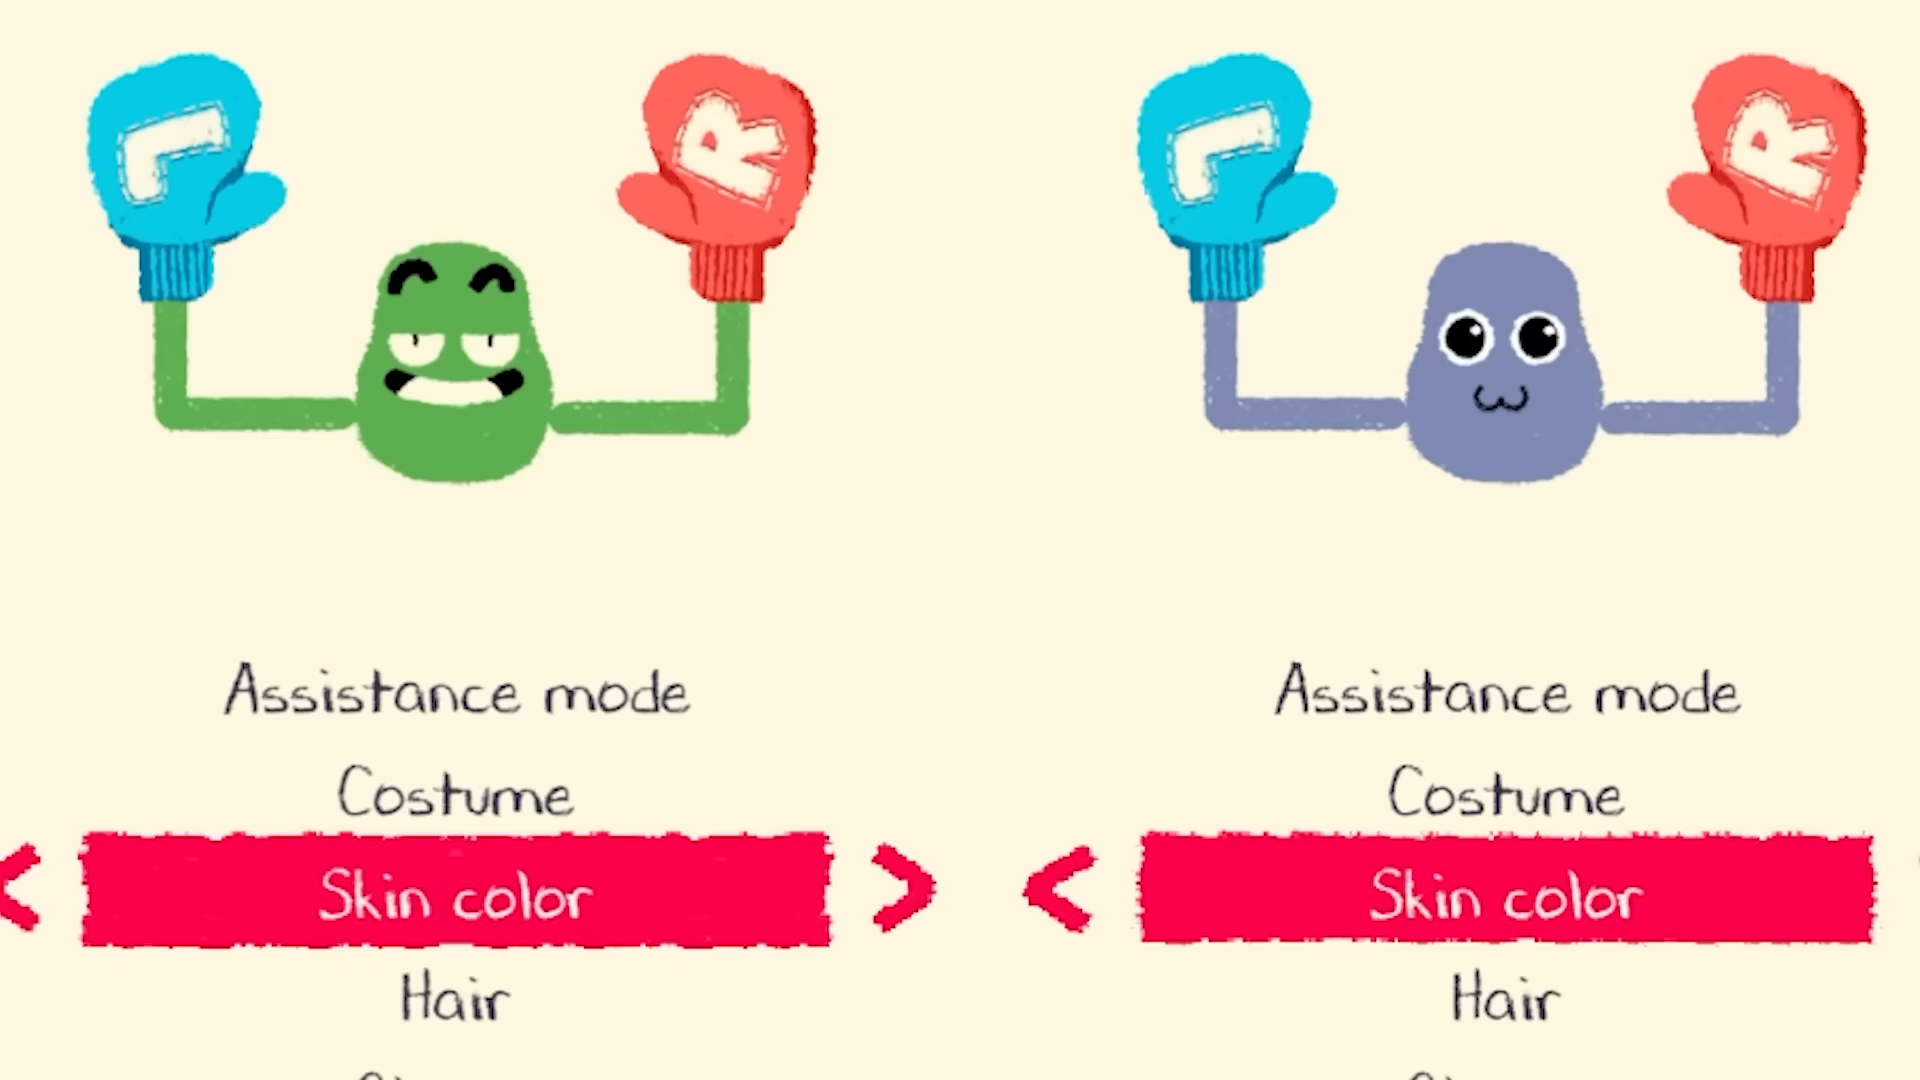 L R L R
Assistance mode
Costume
< Skin color >
Hair
Assistance mode
Costume
< Skin color
Hair